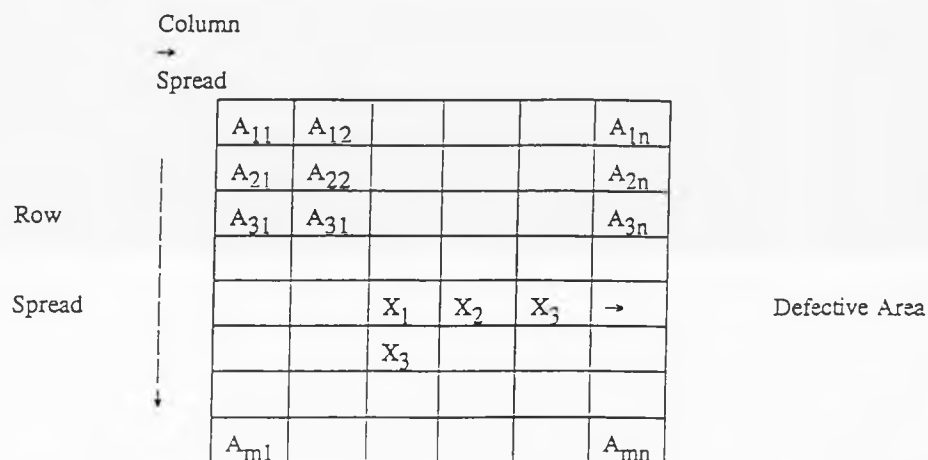 Column
→
Spread
A11 A12 A1n
A21 A22 A2n
Row A31 A31 A3n
Spread X1 X2 X3 → Defective Area
X3
Am1 Amn